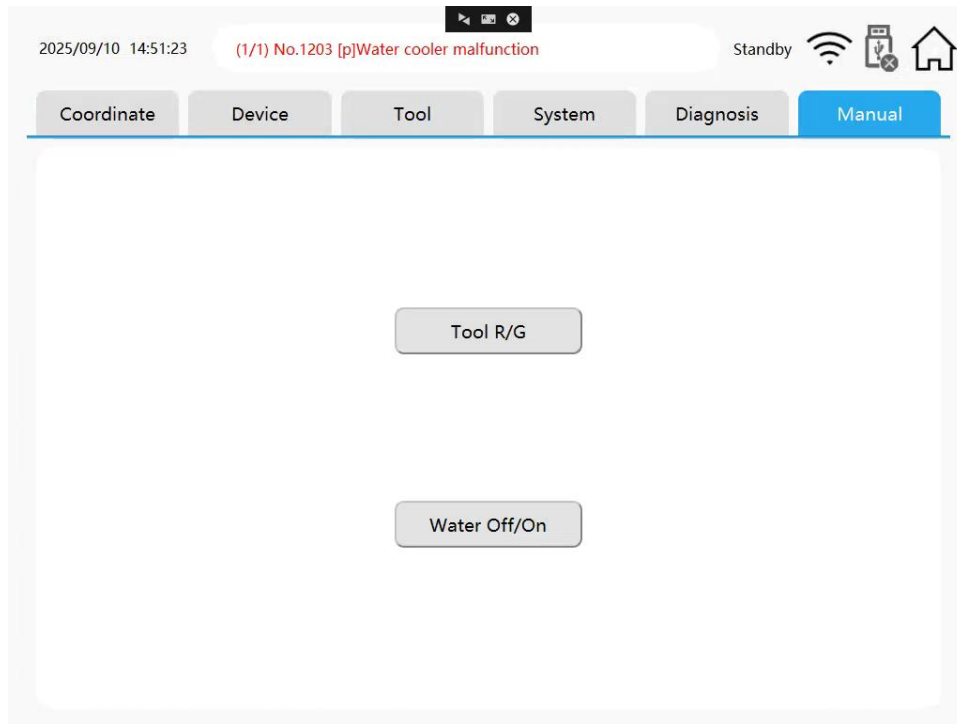 2025/09/10 14:51:23 (1/1) No.1203 [p]Water cooler malfunction Standby
Coordinate Device Tool System Diagnosis Manual
Tool R/G
Water Off/On